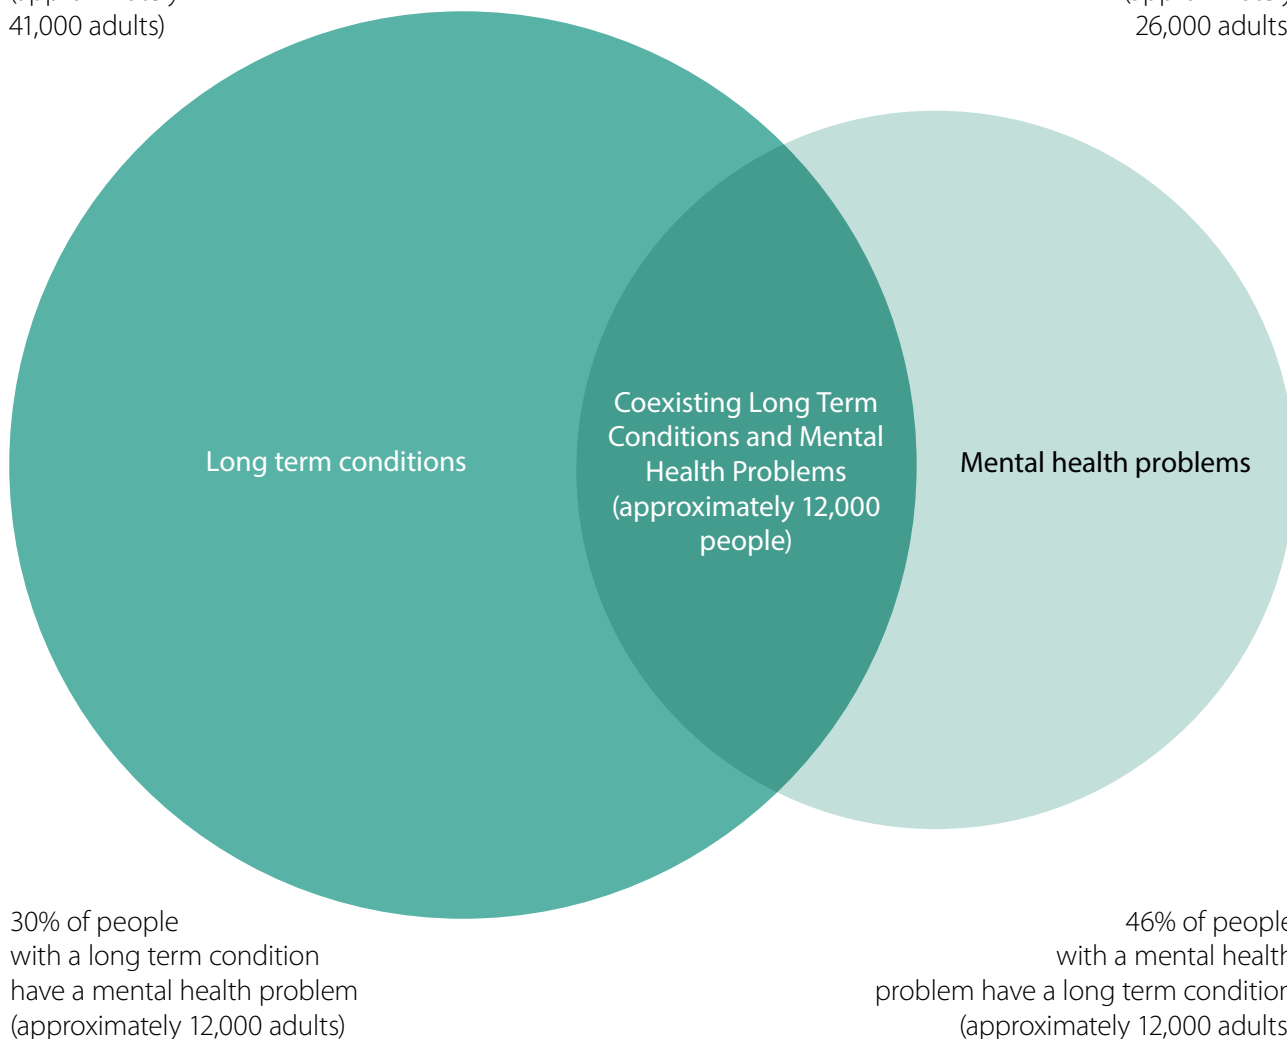 (approximately
41,000 adults)
(approximately
26,000 adults
Long term conditions
Coexisting Long Term
Conditions and Mental
Health Problems
(approximately 12,000
people)
Mental health problems
30% of people
with a long term condition
have a mental health problem
(approximately 12,000 adults)
46% of people
with a mental health
problem have a long term condition
(approximately 12,000 adults